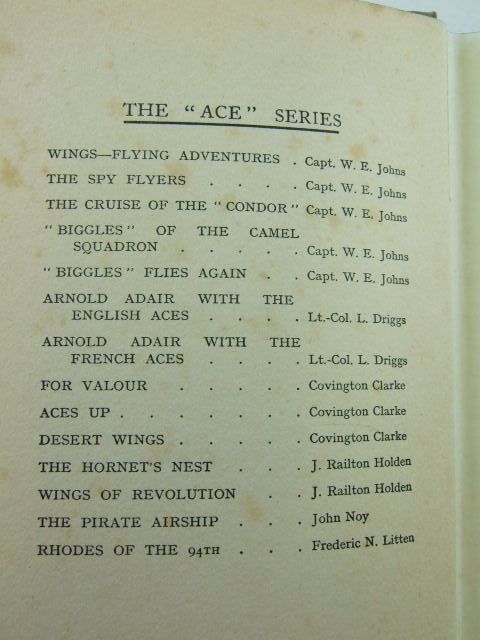 THE "ACE" SERIES
WINGS—FLYING ADVENTURES . Capt. W. E. Johns
THE SPY FLYERS . . . . Capt. W. E. Johns
THE CRUISE OF THE "CONDOR" Capt. W. E. Johns
"BIGGLES" OF THE CAMEL
SQUADRON . . . . . Capt. W. E. Johns
"BIGGLES" FLIES AGAIN . . Capt. W. E. Johns
ARNOLD ADAIR WITH THE
ENGLISH ACES . . . . Lt.-Col. L. Driggs
ARNOLD ADAIR WITH THE
FRENCH ACES . . . . Lt.-Col. L. Driggs
FOR VALOUR . . . . . Covington Clarke
ACES UP . . . . . . Covington Clarke
DESERT WINGS . . . . . Covington Clarke
THE HORNET'S NEST . . . J. Railton Holden
WINGS OF REVOLUTION . . J. Railton Holden
THE PIRATE AIRSHIP . . . John Noy
RHODES OF THE 94TH . . . Frederic N. Litten